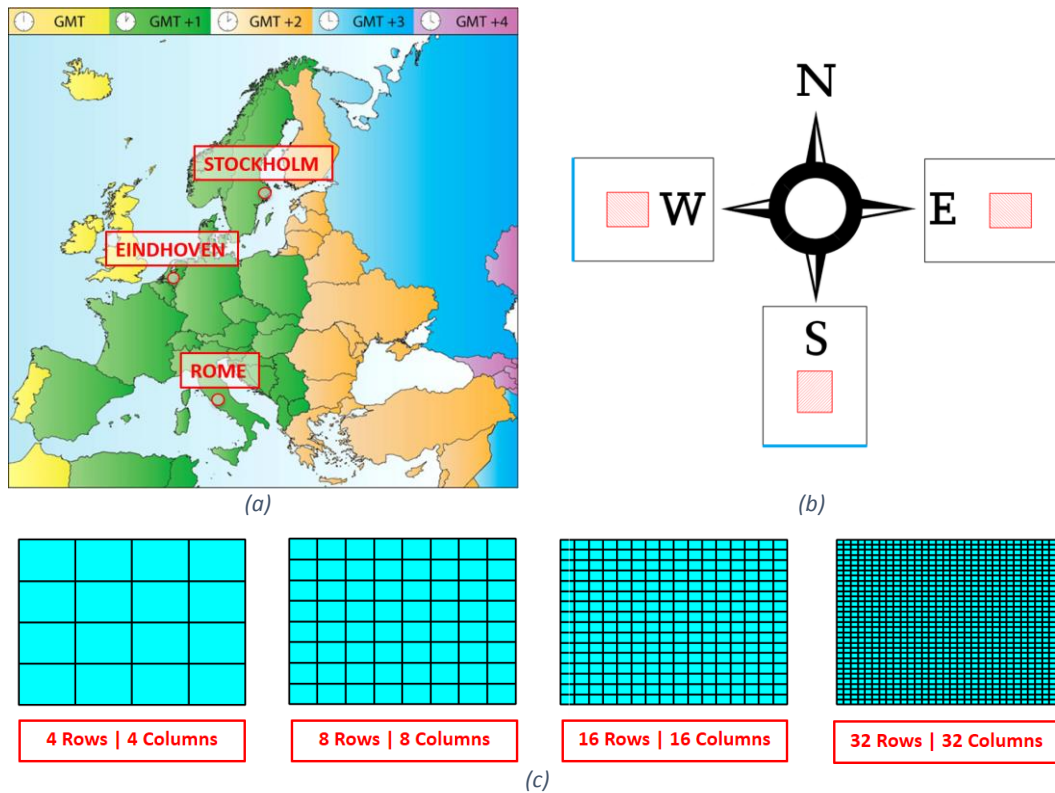 GMT GMT +1 GMT +2 GMT +3 GMT +4
STOCKHOLM
EINDHOVEN
ROME
(a)
N
W E
S
(b)
4 Rows | 4 Columns 8 Rows | 8 Columns 16 Rows | 16 Columns 32 Rows | 32 Columns
(c)